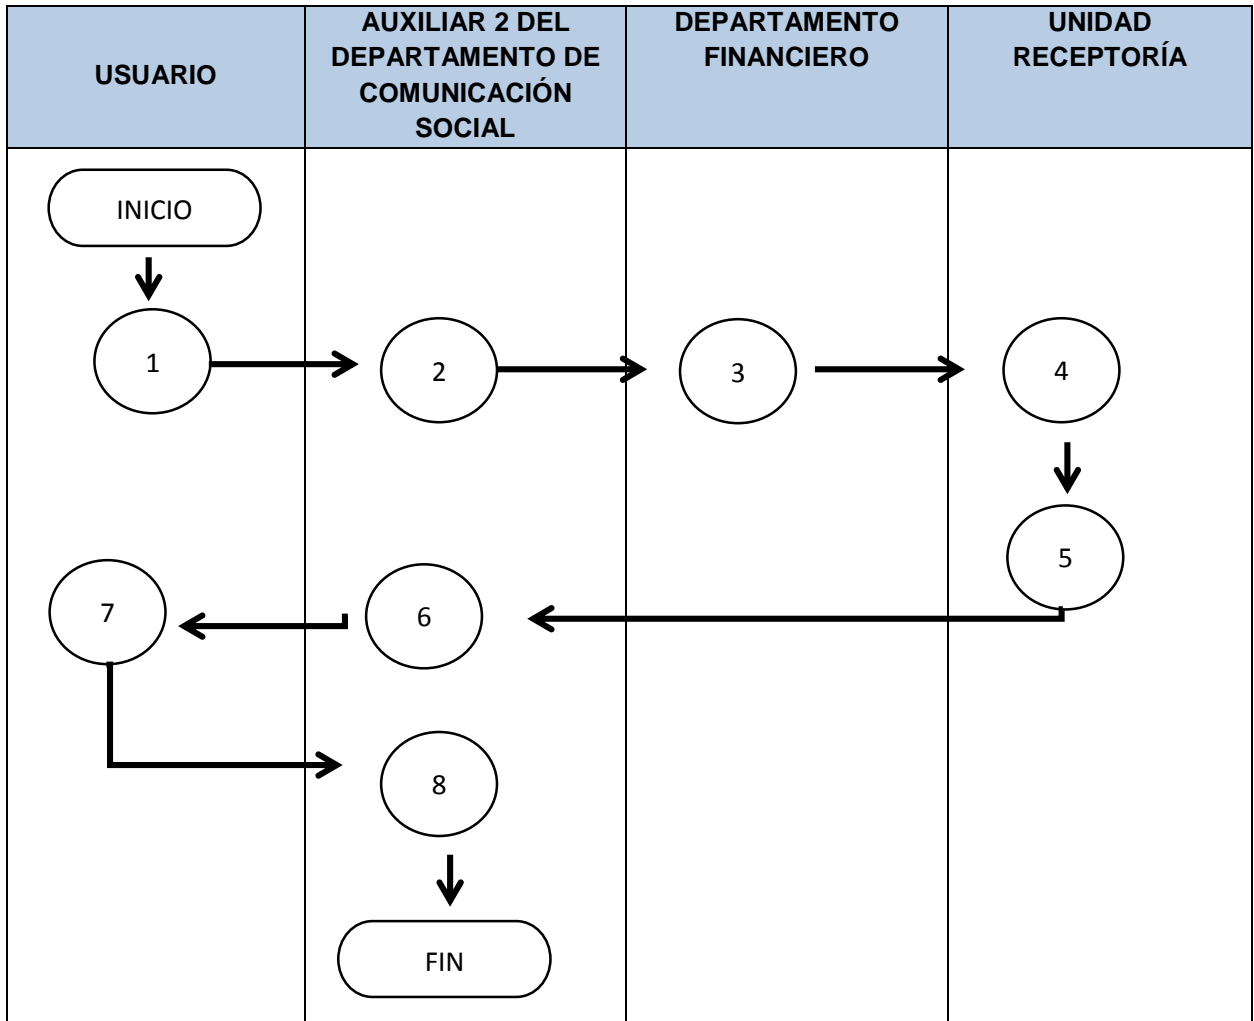 USUARIO
AUXILIAR 2 DEL
DEPARTAMENTO DE
COMUNICACIÓN
SOCIAL
DEPARTAMENTO
FINANCIERO
UNIDAD
RECEPTORÍA
INICIO
1
2
3
4
5
7
6
8
FIN